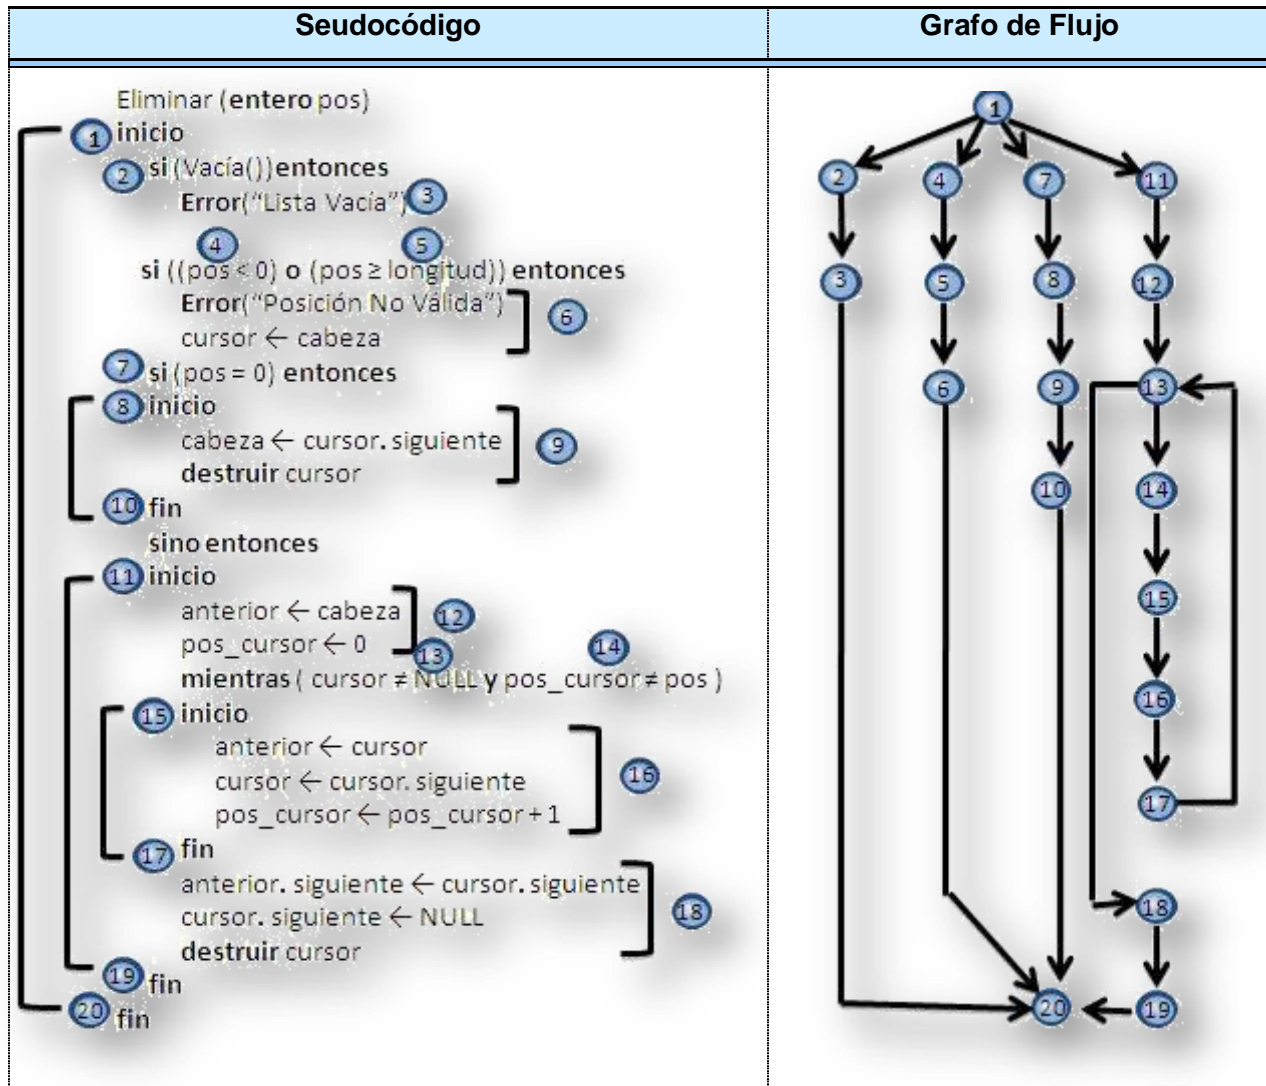 Seudocódigo
Grafo de Flujo
Eliminar (entero pos)
1 inicio
2 si (Vacía()) entonces
Error("Lista Vacía") 3
4 5
si ((pos < 0) o (pos ≥ longitud)) entonces
Error("Posición No Válida")
6
cursor ← cabeza
7 si (pos = 0) entonces
8 inicio
cabeza ← cursor. siguiente
9
destruir cursor
10 fin
sino entonces
11 inicio
anterior ← cabeza
12
pos_cursor ← 0
13 14
mientras ( cursor ≠ NULL y pos_cursor ≠ pos )
15 inicio
anterior ← cursor
cursor ← cursor. siguiente
16
pos_cursor ← pos_cursor + 1
17 fin
anterior. siguiente ← cursor. siguiente
cursor. siguiente ← NULL
18
destruir cursor
19 fin
20 fin
1
2 4 7 11
3 5 8 12
6 9 13
10 14
15
16
17
18
20 19